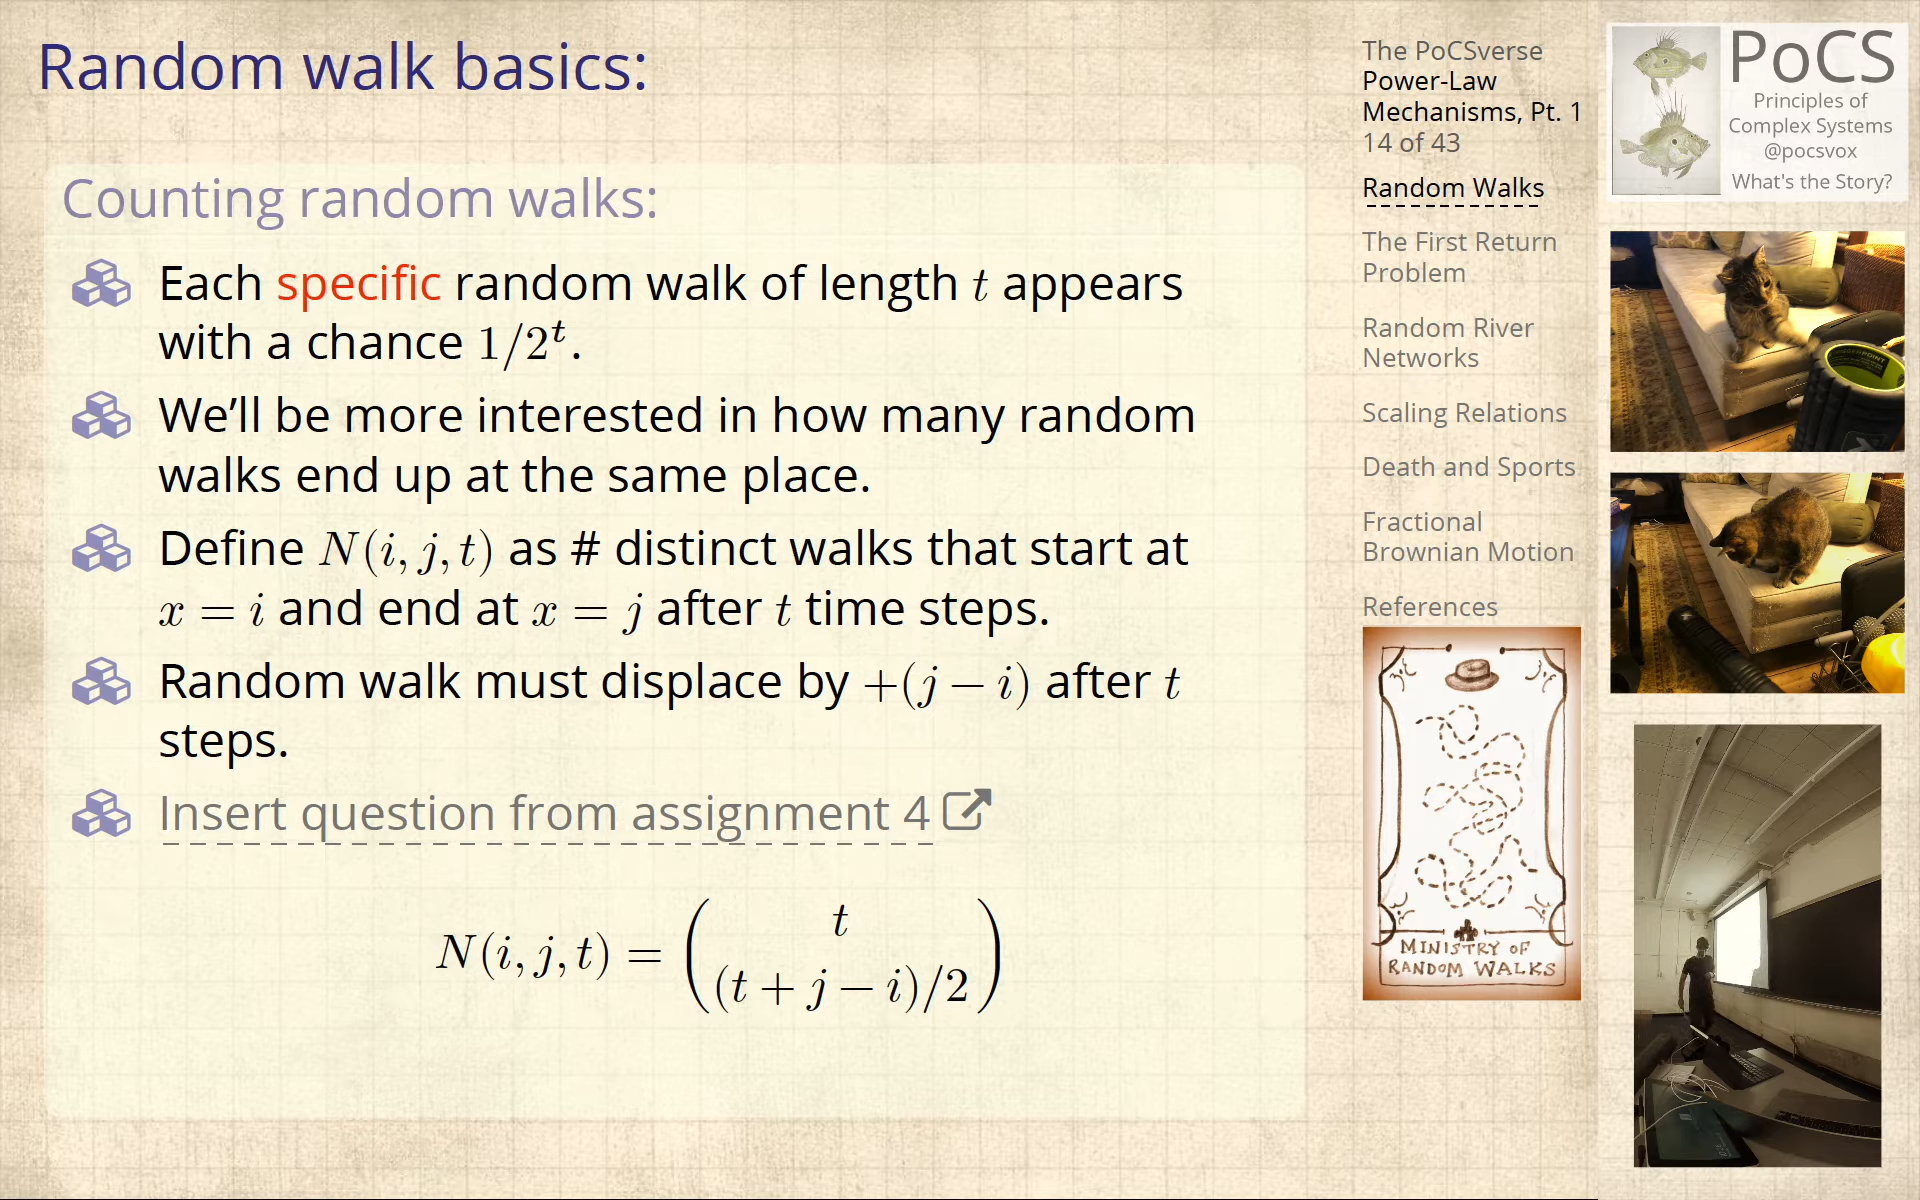 Random walk basics:
Counting random walks:
Each specific random walk of length t appears
with a chance 1/2^t.
We'll be more interested in how many random
walks end up at the same place.
Define N(i, j, t) as # distinct walks that start at
x = i and end at x = j after t time steps.
Random walk must displace by +(j − i) after t
steps.
Insert question from assignment 4
N(i, j, t) = ( t
(t + j − i)/2 )
The PoCSverse
Power-Law
Mechanisms, Pt. 1
14 of 43
Random Walks
The First Return
Problem
Random River
Networks
Scaling Relations
Death and Sports
Fractional
Brownian Motion
References
MINISTRY OF
RANDOM WALKS
PoCS
Principles of
Complex Systems
@pocsvox
What's the Story?